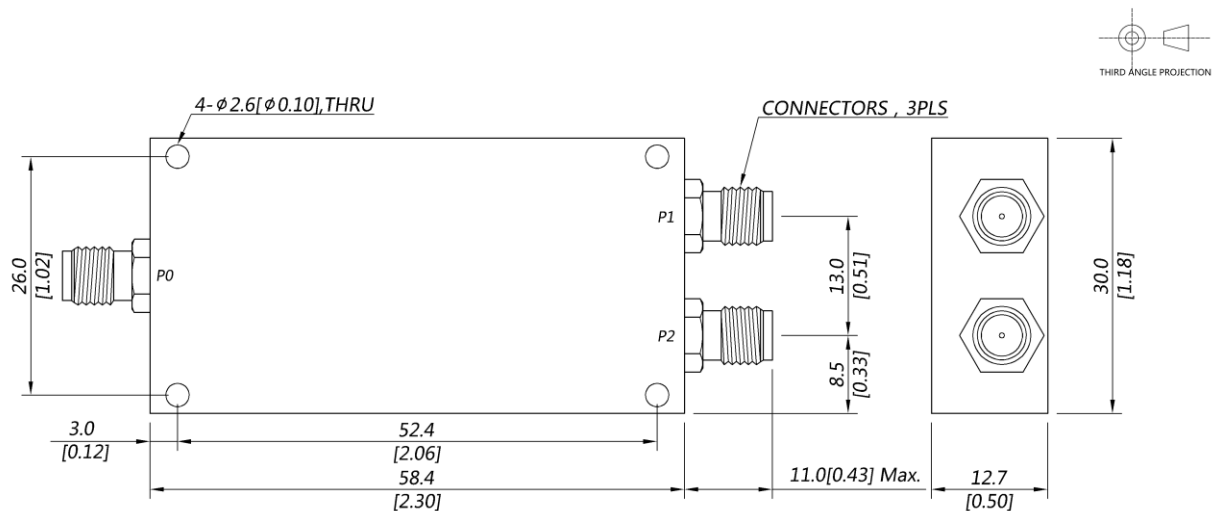 THIRD ANGLE PROJECTION
4-ϕ2.6[ϕ0.10],THRU
CONNECTORS , 3PLS
P1
P0
P2
26.0
[1.02]
13.0
[0.51]
8.5
[0.33]
30.0
[1.18]
3.0
[0.12]
52.4
[2.06]
58.4
[2.30]
11.0[0.43] Max.
12.7
[0.50]